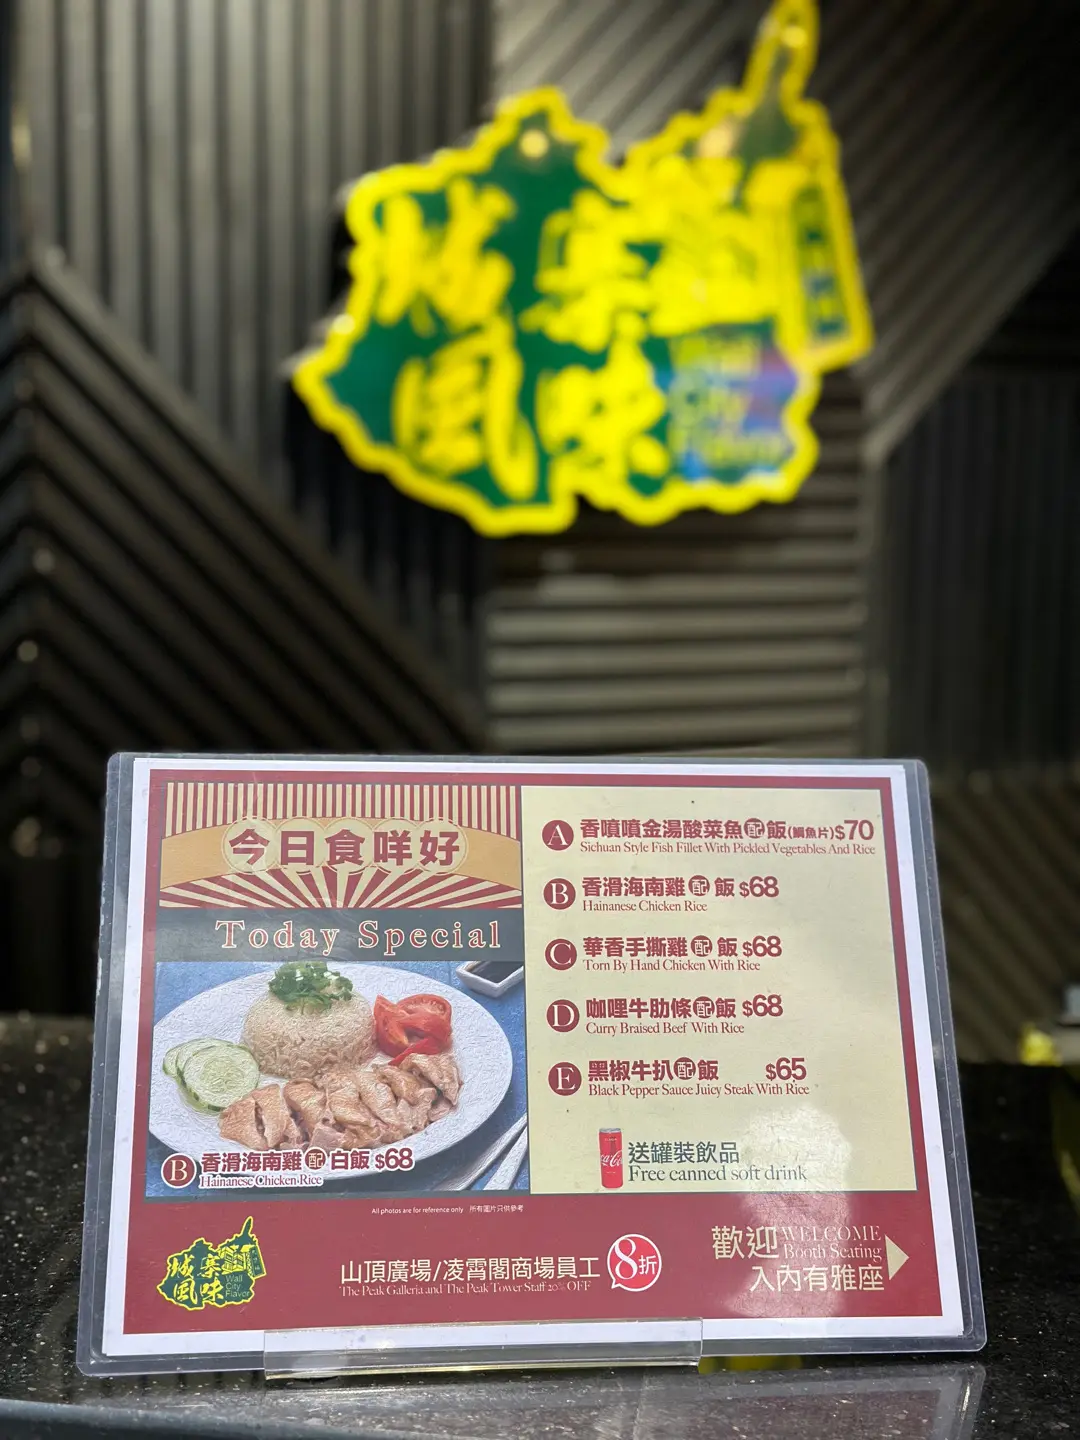 城寨
風味
Wall
City
Flavor
今日食咩好
Today Special
B 香滑海南雞 配 白飯 $68
Hainanese Chicken Rice
A 香噴噴金湯酸菜魚配飯(鯛魚片)$70
Sichuan Style Fish Fillet With Pickled Vegetables And Rice
B 香滑海南雞 配 飯 $68
Hainanese Chicken Rice
C 華香手撕雞 配 飯 $68
Torn By Hand Chicken With Rice
D 咖哩牛肋條配飯 $68
Curry Braised Beef With Rice
E 黑椒牛扒配飯 $65
Black Pepper Sauce Juicy Steak With Rice
Coca-Cola
送罐裝飲品
Free canned soft drink
All photos are for reference only 所有圖片只供參考
城寨
風味
Wall
City
Flavor
山頂廣場/凌霄閣商場員工 8折
The Peak Galleria and The Peak Tower Staff 20% OFF
歡迎 WELCOME
Booth Seating
入內有雅座